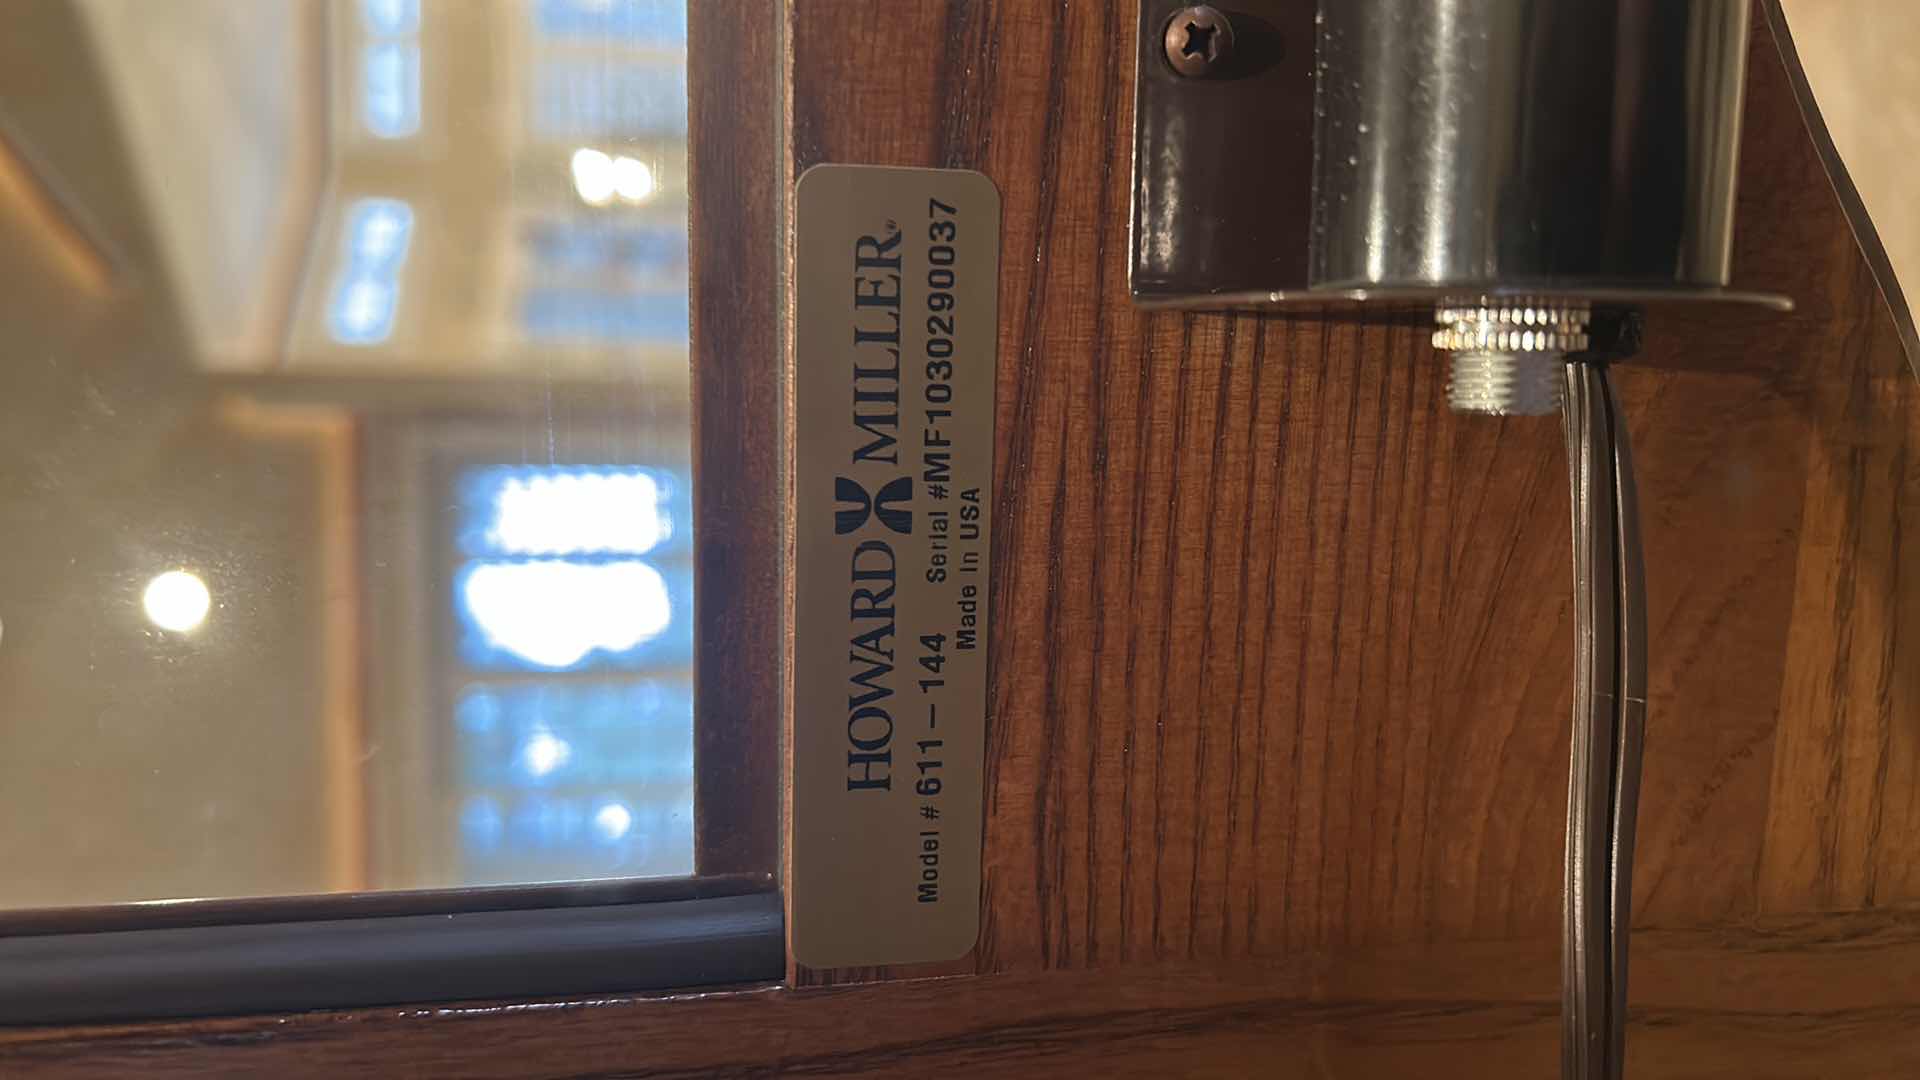 HOWARD MILLER®
Model # 611-144 Serial #MF1030290037
Made In USA